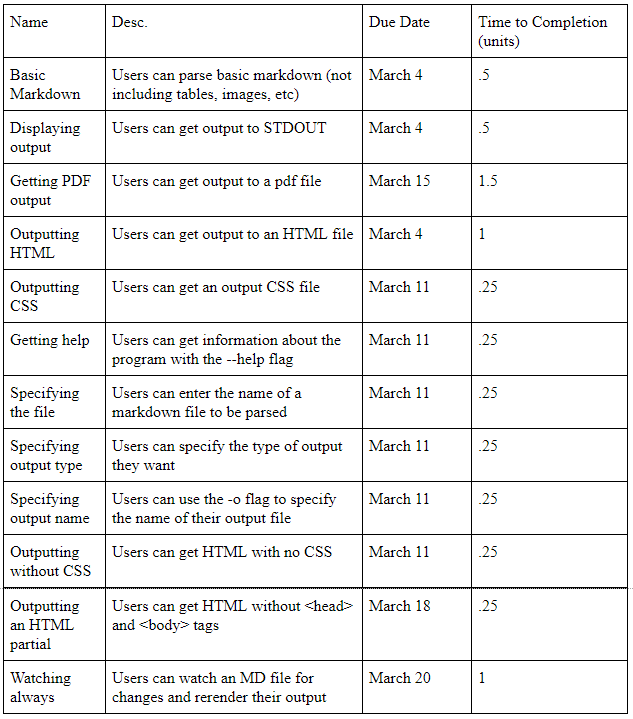 Name Desc. Due Date Time to Completion
(units)
Basic Users can parse basic markdown (not March 4 .5
Markdown including tables, images, etc)
Displaying Users can get output to STDOUT March 4 .5
output
Getting PDF Users can get output to a pdf file March 15 1.5
output
Outputting Users can get output to an HTML file March 4 1
HTML
Outputting Users can get an output CSS file March 11 .25
CSS
Getting help Users can get information about the March 11 .25
program with the --help flag
Specifying Users can enter the name of a March 11 .25
the file markdown file to be parsed
Specifying Users can specify the type of output March 11 .25
output type they want
Specifying Users can use the -o flag to specify March 11 .25
output name the name of their output file
Outputting Users can get HTML with no CSS March 11 .25
without CSS
Outputting Users can get HTML without <head> March 18 .25
an HTML and <body> tags
partial
Watching Users can watch an MD file for March 20 1
always changes and rerender their output